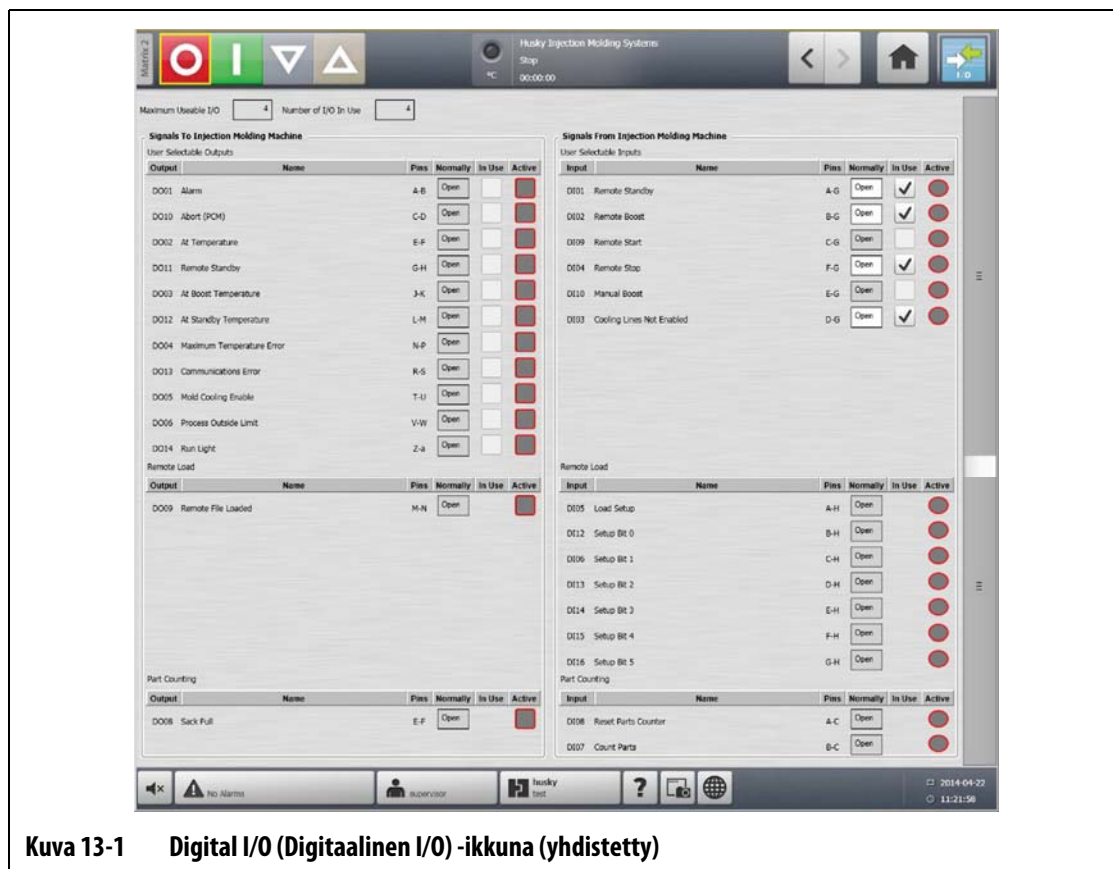 Matrix 2
Husky Injection Molding Systems
Stop
°C 00:00:00
I/O
Maximum Useable I/O 4 Number of I/O In Use 4
Signals To Injection Molding Machine
User Selectable Outputs
Output Name Pins Normally In Use Active
DO01 Alarm A-B Open
DO10 Abort (PCM) C-D Open
DO02 At Temperature E-F Open
DO11 Remote Standby G-H Open
DO03 At Boost Temperature J-K Open
DO12 At Standby Temperature L-M Open
DO04 Maximum Temperature Error N-P Open
DO13 Communications Error R-S Open
DO05 Mold Cooling Enable T-U Open
DO06 Process Outside Limit V-W Open
DO14 Run Light Z-a Open
Remote Load
Output Name Pins Normally In Use Active
DO09 Remote File Loaded M-N Open
Part Counting
Output Name Pins Normally In Use Active
DO08 Sack Full E-F Open
Signals From Injection Molding Machine
User Selectable Inputs
Input Name Pins Normally In Use Active
DI01 Remote Standby A-G Open
DI02 Remote Boost B-G Open
DI09 Remote Start C-G Open
DI04 Remote Stop F-G Open
DI10 Manual Boost E-G Open
DI03 Cooling Lines Not Enabled D-G Open
Remote Load
Input Name Pins Normally In Use Active
DI05 Load Setup A-H Open
DI12 Setup Bit 0 B-H Open
DI06 Setup Bit 1 C-H Open
DI13 Setup Bit 2 D-H Open
DI14 Setup Bit 3 E-H Open
DI15 Setup Bit 4 F-H Open
DI16 Setup Bit 5 G-H Open
Part Counting
Input Name Pins Normally In Use Active
DI08 Reset Parts Counter A-C Open
DI07 Count Parts B-C Open
No Alarms
supervisor
husky
test
?
2014-04-22
11:21:58
Kuva 13-1 Digital I/O (Digitaalinen I/O) -ikkuna (yhdistetty)